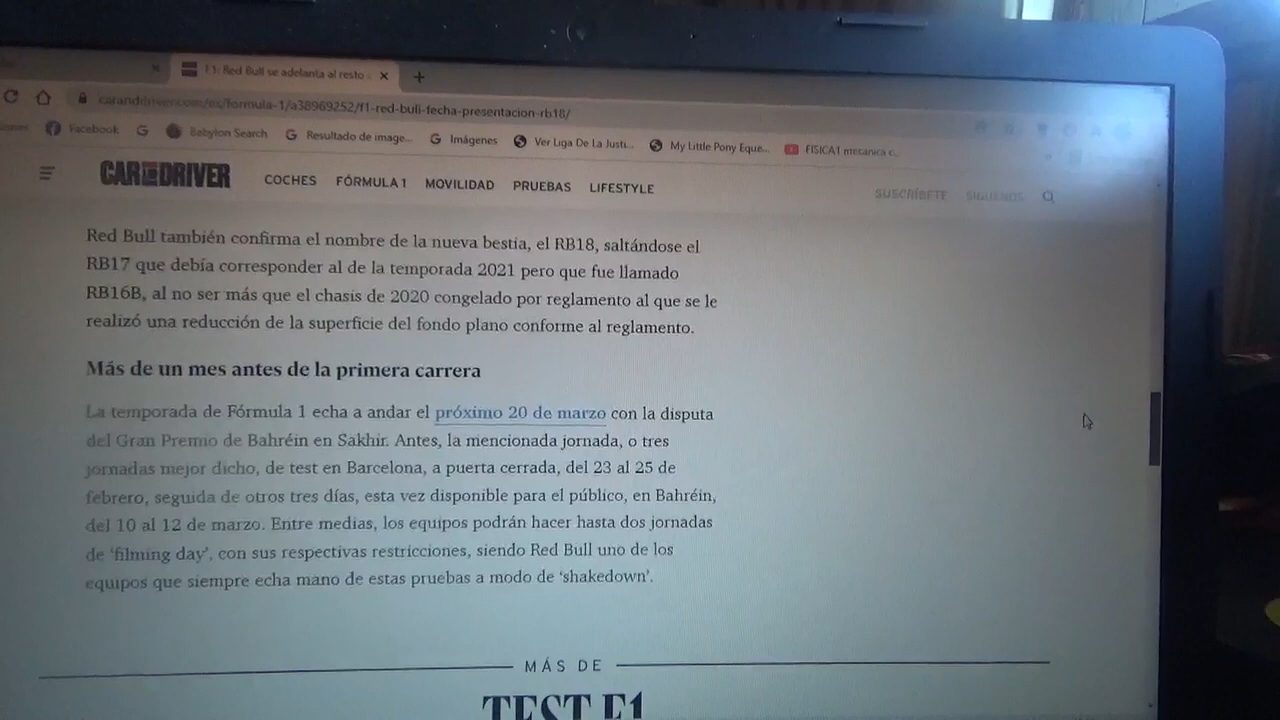 F1: Red Bull se adelanta al resto
carandriver.com/es/formula-1/a38969252/f1-red-bull-fecha-presentacion-rb18/
Facebook G Babylon Search G Resultado de image... G Imágenes Ver Liga De La Justi... My Little Pony Eque... FISICA1 mecanica c...
CAR DRIVER COCHES FÓRMULA 1 MOVILIDAD PRUEBAS LIFESTYLE SUSCRÍBETE SÍGUENOS
Red Bull también confirma el nombre de la nueva bestia, el RB18, saltándose el
RB17 que debía corresponder al de la temporada 2021 pero que fue llamado
RB16B, al no ser más que el chasis de 2020 congelado por reglamento al que se le
realizó una reducción de la superficie del fondo plano conforme al reglamento.
Más de un mes antes de la primera carrera
La temporada de Fórmula 1 echa a andar el próximo 20 de marzo con la disputa
del Gran Premio de Bahréin en Sakhir. Antes, la mencionada jornada, o tres
jornadas mejor dicho, de test en Barcelona, a puerta cerrada, del 23 al 25 de
febrero, seguida de otros tres días, esta vez disponible para el público, en Bahréin,
del 10 al 12 de marzo. Entre medias, los equipos podrán hacer hasta dos jornadas
de ‘filming day’, con sus respectivas restricciones, siendo Red Bull uno de los
equipos que siempre echa mano de estas pruebas a modo de ‘shakedown’.
MÁS DE
TEST F1